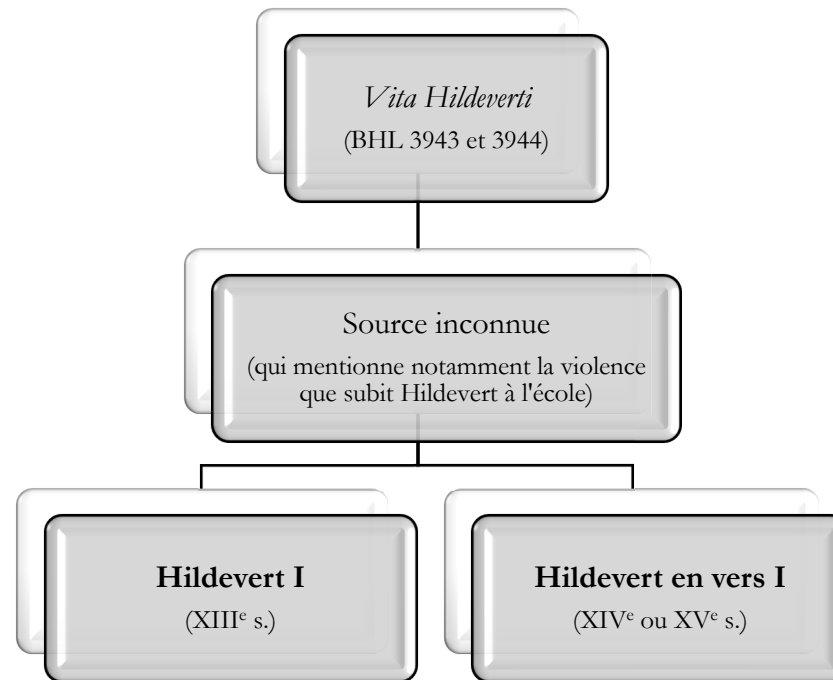 Vita Hildeverti
(BHL 3943 et 3944)
Source inconnue
(qui mentionne notamment la violence
que subit Hildevert à l'école)
Hildevert I
(XIIIe s.)
Hildevert en vers I
(XIVe ou XVe s.)